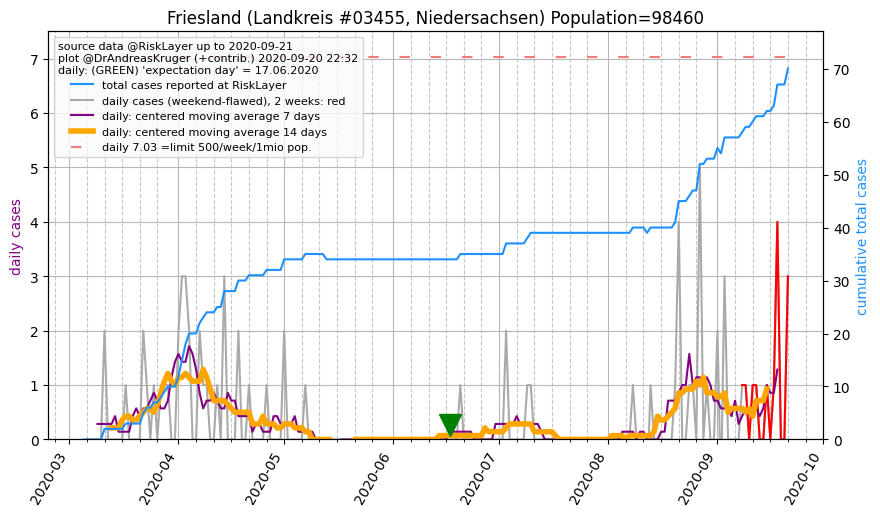 Friesland (Landkreis #03455, Niedersachsen) Population=98460
source data @RiskLayer up to 2020-09-21
plot @DrAndreasKruger (+contrib.) 2020-09-20 22:32
daily: (GREEN) 'expectation day' = 17.06.2020
total cases reported at RiskLayer
daily cases (weekend-flawed), 2 weeks: red
daily: centered moving average 7 days
daily: centered moving average 14 days
daily 7.03 =limit 500/week/1mio pop.
daily cases
7
6
5
4
3
2
1
0
cumulative total cases
70
60
50
40
30
20
10
0
2020-03
2020-04
2020-05
2020-06
2020-07
2020-08
2020-09
2020-10